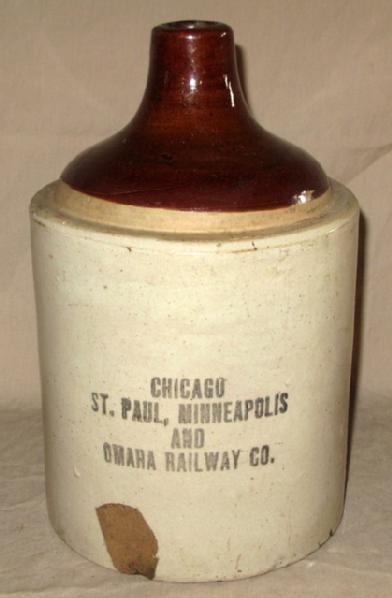 CHICAGO
ST. PAUL, MINNEAPOLIS
AND
OMAHA RAILWAY CO.